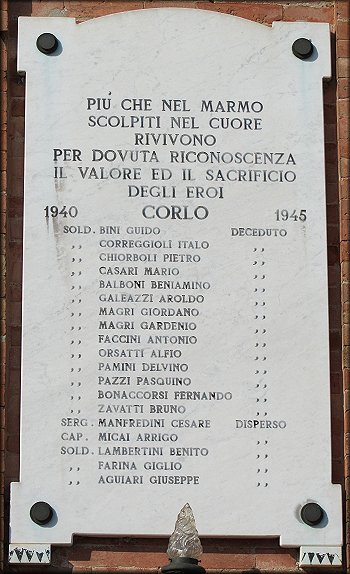 PIÚ CHE NEL MARMO
SCOLPITI NEL CUORE
RIVIVONO
PER DOVUTA RICONOSCENZA
IL VALORE ED IL SACRIFICIO
DEGLI EROI
1940 CORLO 1945
SOLD. BINI GUIDO DECEDUTO
,, CORREGGIOLI ITALO ,,
,, CHIORBOLI PIETRO ,,
,, CASARI MARIO ,,
,, BALBONI BENIAMINO ,,
,, GALEAZZI AROLDO ,,
,, MAGRI GIORDANO ,,
,, MAGRI GARDENIO ,,
,, FACCINI ANTONIO ,,
,, ORSATTI ALFIO ,,
,, PAMINI DELVINO ,,
,, PAZZI PASQUINO ,,
,, BONACCORSI FERNANDO ,,
,, ZAVATTI BRUNO ,,
SERG. MANFREDINI CESARE DISPERSO
CAP. MICAI ARRIGO ,,
SOLD. LAMBERTINI BENITO ,,
,, FARINA GIGLIO ,,
,, AGUIARI GIUSEPPE ,,